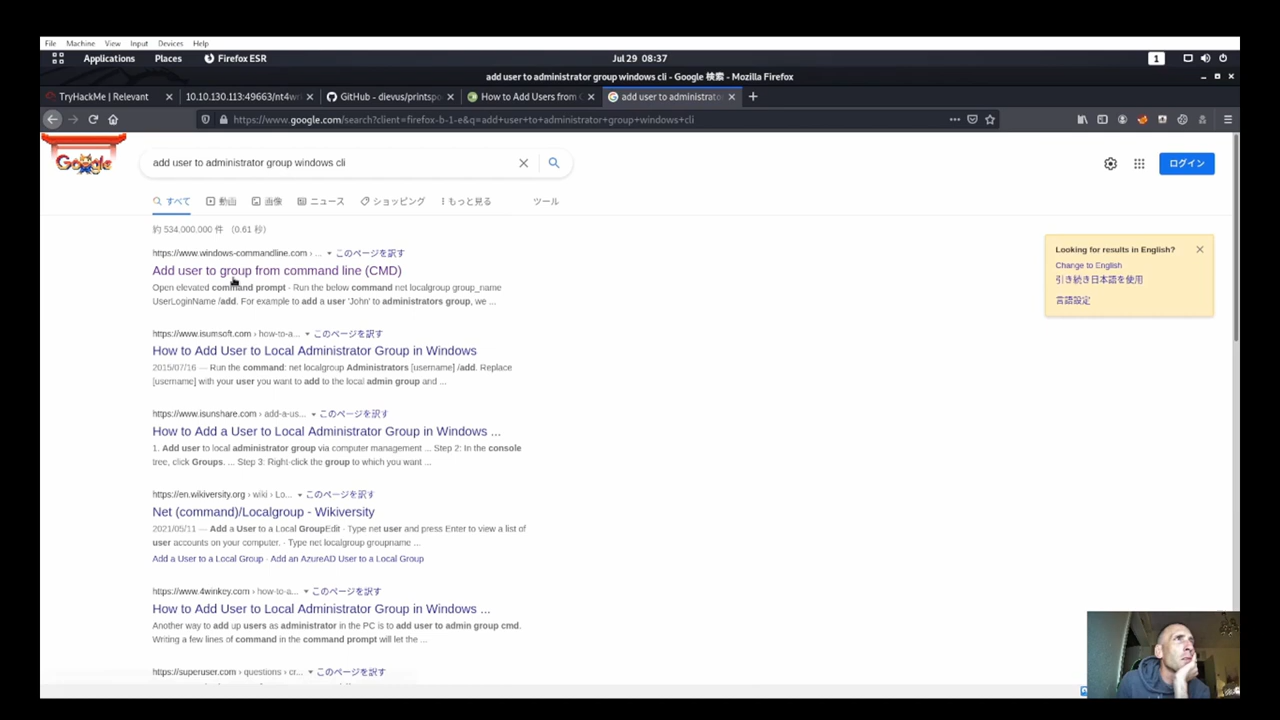 File Machine View Input Devices Help
Applications Places Firefox ESR Jul 29 08:37 1
add user to administrator group windows cli - Google 検索 - Mozilla Firefox
TryHackMe | Relevant 10.10.130.113:49663/nt4wr GitHub - dievus/printspo How to Add Users from add user to administrato
https://www.google.com/search?client=firefox-b-1-e&q=add+user+to+administrator+group+windows+cli
Google
add user to administrator group windows cli
ログイン
すべて 動画 画像 ニュース ショッピング もっと見る ツール
約 534,000,000 件 （0.61 秒）
Looking for results in English?
Change to English
引き続き日本語を使用
言語設定
https://www.windows-commandline.com › ... このページを訳す
Add user to group from command line (CMD)
Open elevated command prompt · Run the below command net localgroup group_name
UserLoginName /add. For example to add a user 'John' to administrators group, we ...
https://www.isumsoft.com › how-to-a... このページを訳す
How to Add User to Local Administrator Group in Windows
2015/07/16 — Run the command: net localgroup Administrators [username] /add. Replace
[username] with your user you want to add to the local admin group and ...
https://www.isunshare.com › add-a-us... このページを訳す
How to Add a User to Local Administrator Group in Windows ...
1. Add user to local administrator group via computer management ... Step 2: In the console
tree, click Groups. ... Step 3: Right-click the group to which you want ...
https://en.wikiversity.org › wiki › Lo... このページを訳す
Net (command)/Localgroup - Wikiversity
2021/05/11 — Add a User to a Local GroupEdit · Type net user and press Enter to view a list of
user accounts on your computer. · Type net localgroup groupname ...
Add a User to a Local Group · Add an AzureAD User to a Local Group
https://www.4winkey.com › how-to-a... このページを訳す
How to Add User to Local Administrator Group in Windows ...
Another way to add up users as administrator in the PC is to add user to admin group cmd.
Writing a few lines of command in the command prompt will let the ...
https://superuser.com › questions › cr... このページを訳す